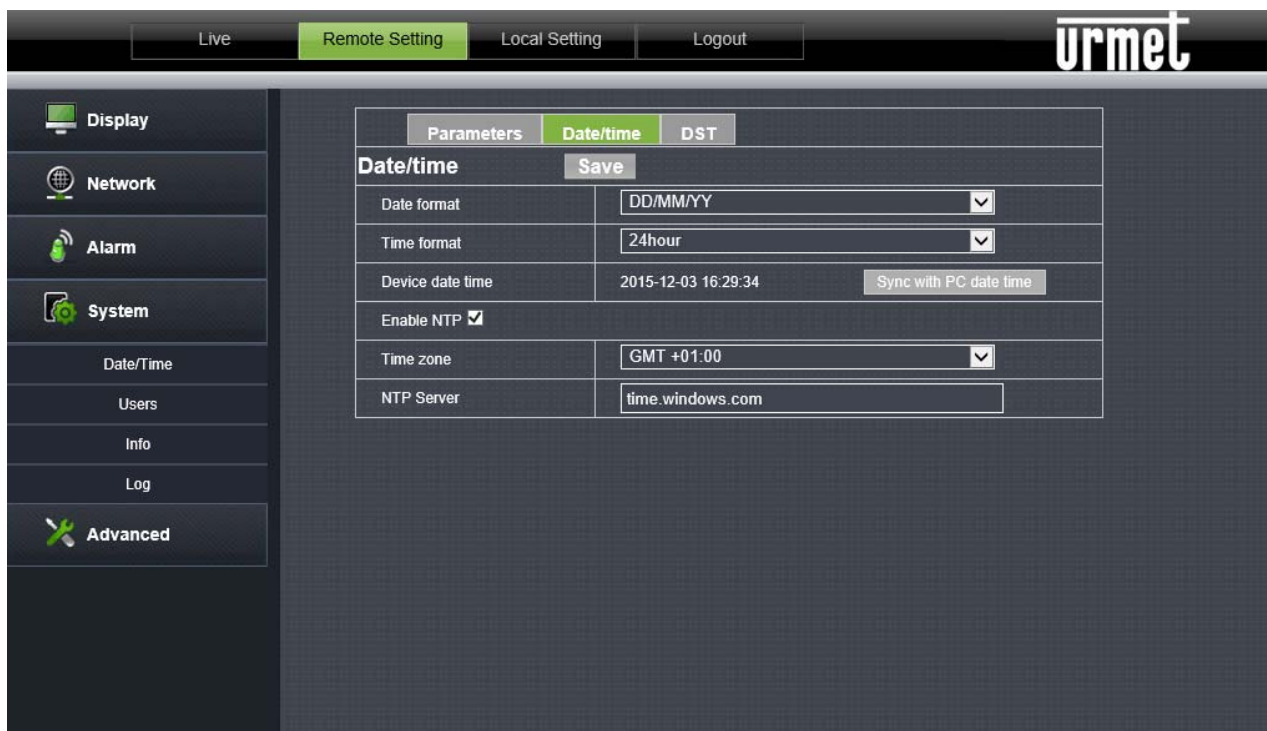 Live Remote Setting Local Setting Logout urmet
Display
Network
Alarm
System
Date/Time
Users
Info
Log
Advanced
Parameters Date/time DST
Date/time Save
Date format DD/MM/YY
Time format 24hour
Device date time 2015-12-03 16:29:34 Sync with PC date time
Enable NTP
Time zone GMT +01:00
NTP Server time.windows.com